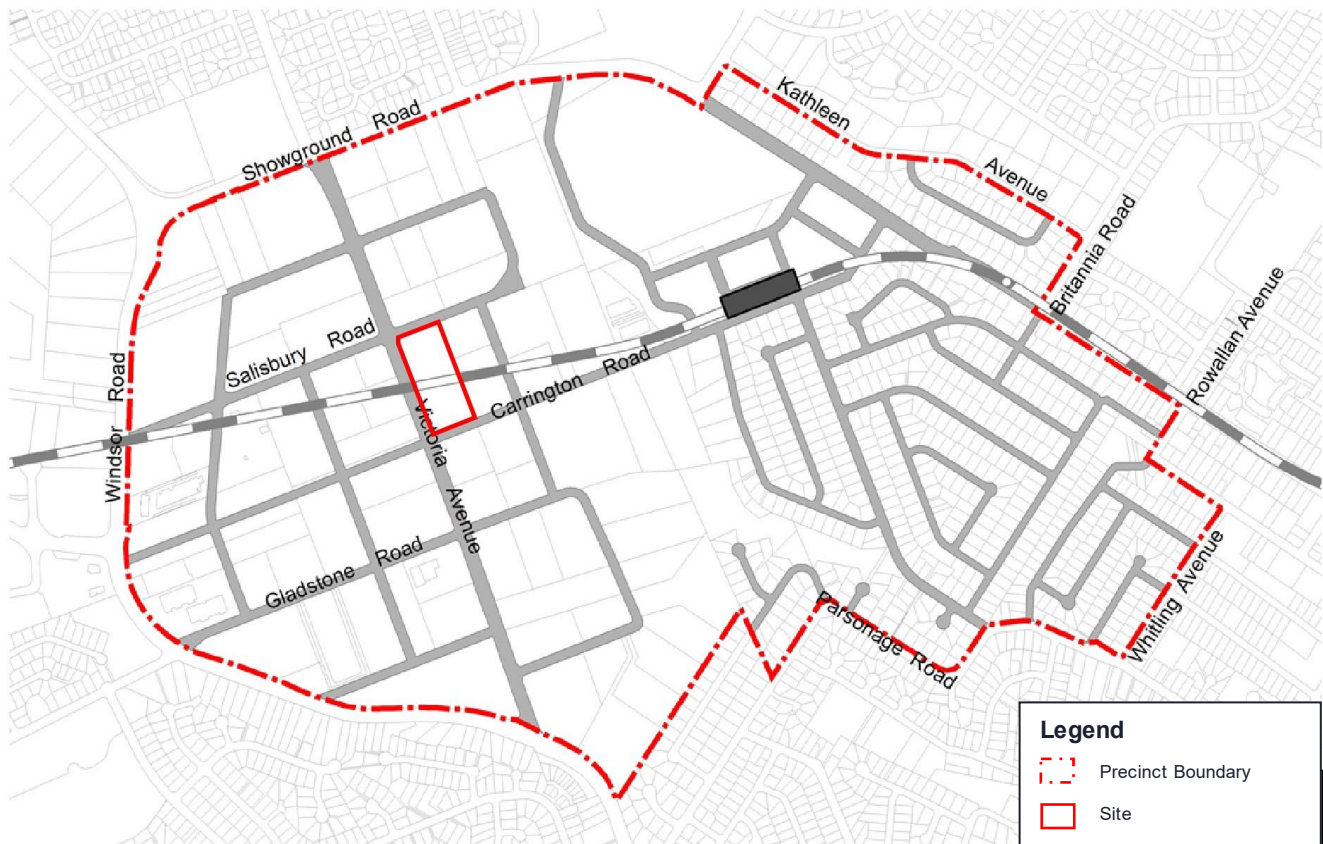 Kathleen
Avenue
Showground Road
Britannia Road
Rowallan Avenue
Salisbury Road
Windsor Road
Carrington Road
Victoria Avenue
Gladstone Road
Parsonage Road
Whitling Avenue
Legend
Precinct Boundary
Site